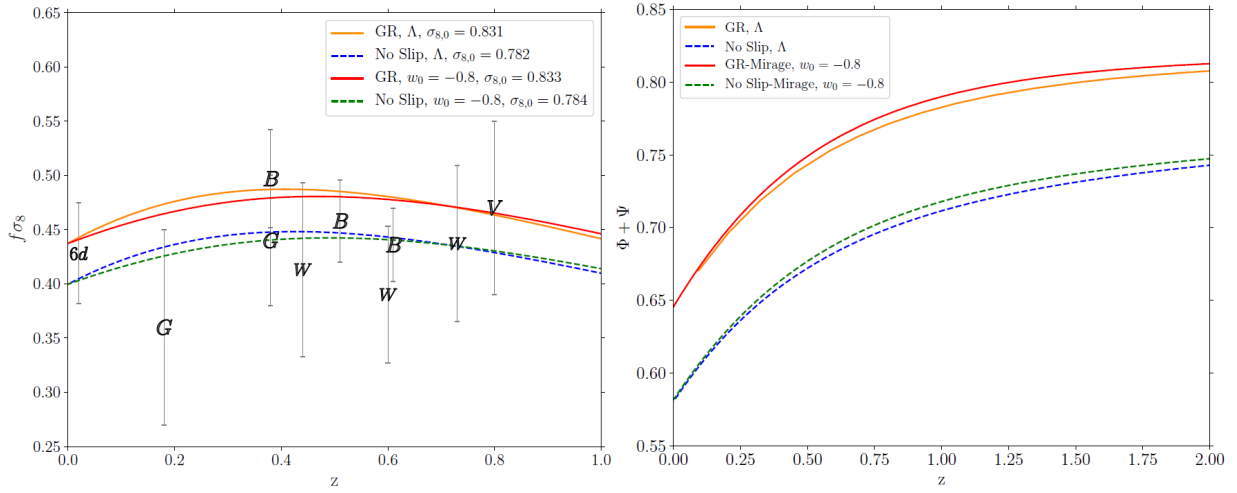 0.65
0.60
0.55
0.50
0.45
0.40
0.35
0.30
0.25
fσ8
GR, Λ, σ8,0 = 0.831
No Slip, Λ, σ8,0 = 0.782
GR, w0 = −0.8, σ8,0 = 0.833
No Slip, w0 = −0.8, σ8,0 = 0.784
6d
G
B
G
W
B
B
W
W
V
0.0 0.2 0.4 0.6 0.8 1.0
z
0.85
0.80
0.75
0.70
0.65
0.60
0.55
Φ + Ψ
GR, Λ
No Slip, Λ
GR-Mirage, w0 = −0.8
No Slip-Mirage, w0 = −0.8
0.00 0.25 0.50 0.75 1.00 1.25 1.50 1.75 2.00
z